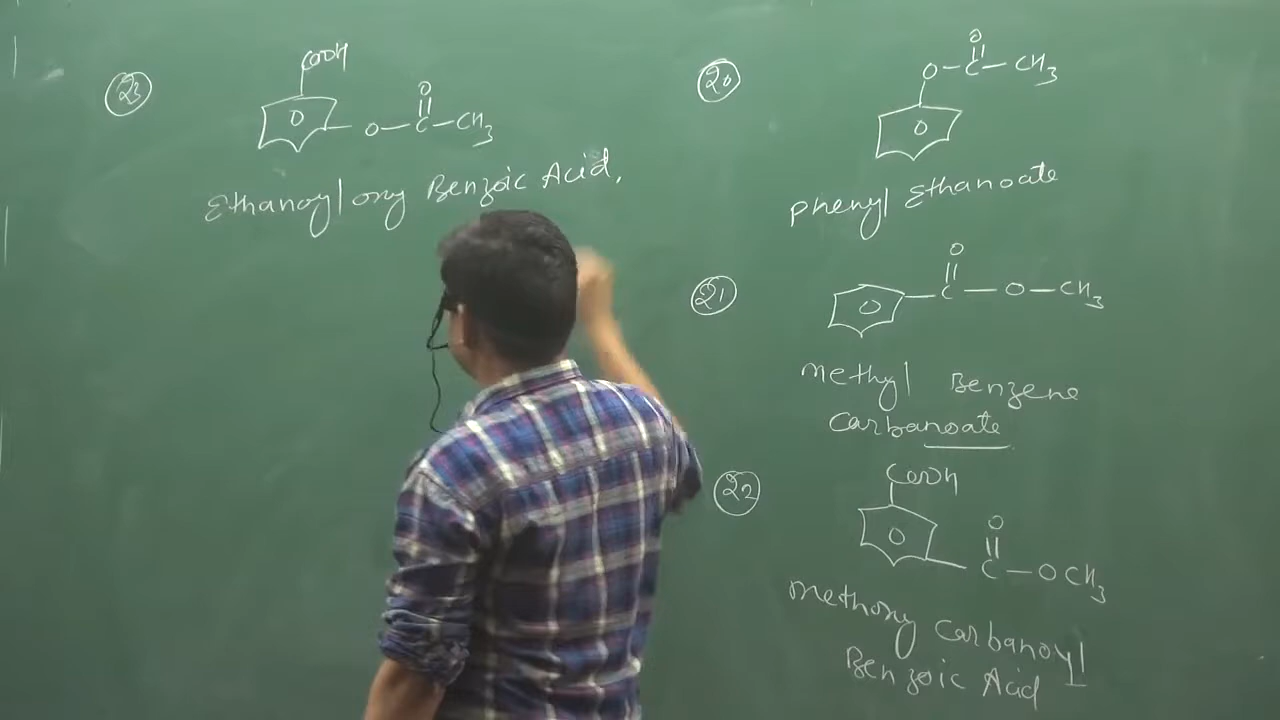 23
COOH
O
O
O – C – CH3
Ethanoyl oxy Benzoic Acid,
20
O
O – C – CH3
O
Phenyl Ethanoate
21
O
O
C – O – CH3
methyl Benzene
Carbanoate
22
COOH
O
O
C – OCH3
methoxy Carbanoyl
Benzoic Acid